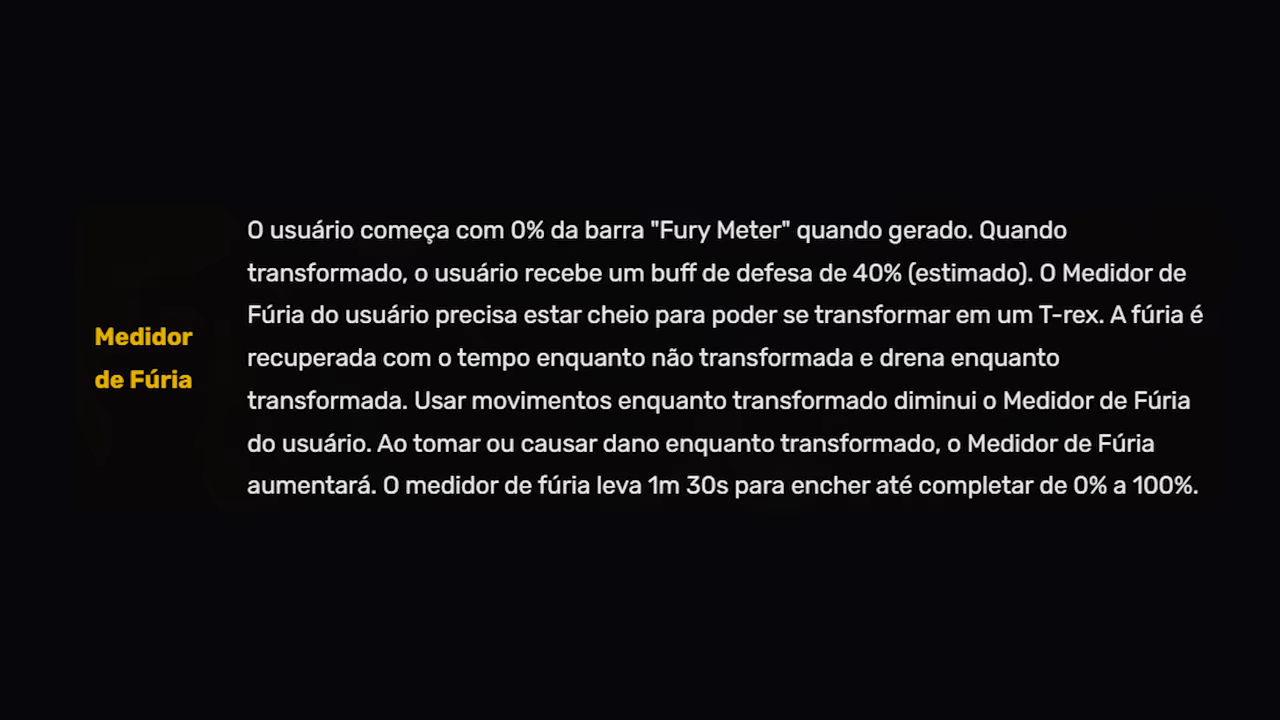 Medidor
de Fúria
O usuário começa com 0% da barra "Fury Meter" quando gerado. Quando
transformado, o usuário recebe um buff de defesa de 40% (estimado). O Medidor de
Fúria do usuário precisa estar cheio para poder se transformar em um T-rex. A fúria é
recuperada com o tempo enquanto não transformada e drena enquanto
transformada. Usar movimentos enquanto transformado diminui o Medidor de Fúria
do usuário. Ao tomar ou causar dano enquanto transformado, o Medidor de Fúria
aumentará. O medidor de fúria leva 1m 30s para encher até completar de 0% a 100%.